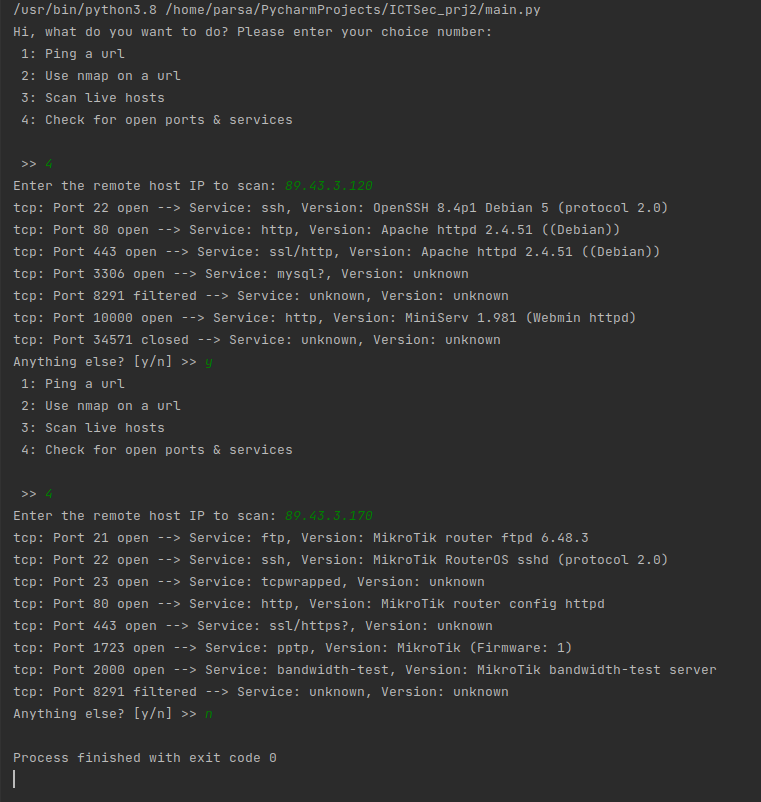 /usr/bin/python3.8 /home/parsa/PycharmProjects/ICTSec_prj2/main.py
Hi, what do you want to do? Please enter your choice number:
 1: Ping a url
 2: Use nmap on a url
 3: Scan live hosts
 4: Check for open ports & services
 >> 4
Enter the remote host IP to scan: 89.43.3.120
tcp: Port 22 open --> Service: ssh, Version: OpenSSH 8.4p1 Debian 5 (protocol 2.0)
tcp: Port 80 open --> Service: http, Version: Apache httpd 2.4.51 ((Debian))
tcp: Port 443 open --> Service: ssl/http, Version: Apache httpd 2.4.51 ((Debian))
tcp: Port 3306 open --> Service: mysql?, Version: unknown
tcp: Port 8291 filtered --> Service: unknown, Version: unknown
tcp: Port 10000 open --> Service: http, Version: MiniServ 1.981 (Webmin httpd)
tcp: Port 34571 closed --> Service: unknown, Version: unknown
Anything else? [y/n] >> y
 1: Ping a url
 2: Use nmap on a url
 3: Scan live hosts
 4: Check for open ports & services
 >> 4
Enter the remote host IP to scan: 89.43.3.170
tcp: Port 21 open --> Service: ftp, Version: MikroTik router ftpd 6.48.3
tcp: Port 22 open --> Service: ssh, Version: MikroTik RouterOS sshd (protocol 2.0)
tcp: Port 23 open --> Service: tcpwrapped, Version: unknown
tcp: Port 80 open --> Service: http, Version: MikroTik router config httpd
tcp: Port 443 open --> Service: ssl/https?, Version: unknown
tcp: Port 1723 open --> Service: pptp, Version: MikroTik (Firmware: 1)
tcp: Port 2000 open --> Service: bandwidth-test, Version: MikroTik bandwidth-test server
tcp: Port 8291 filtered --> Service: unknown, Version: unknown
Anything else? [y/n] >> n
Process finished with exit code 0